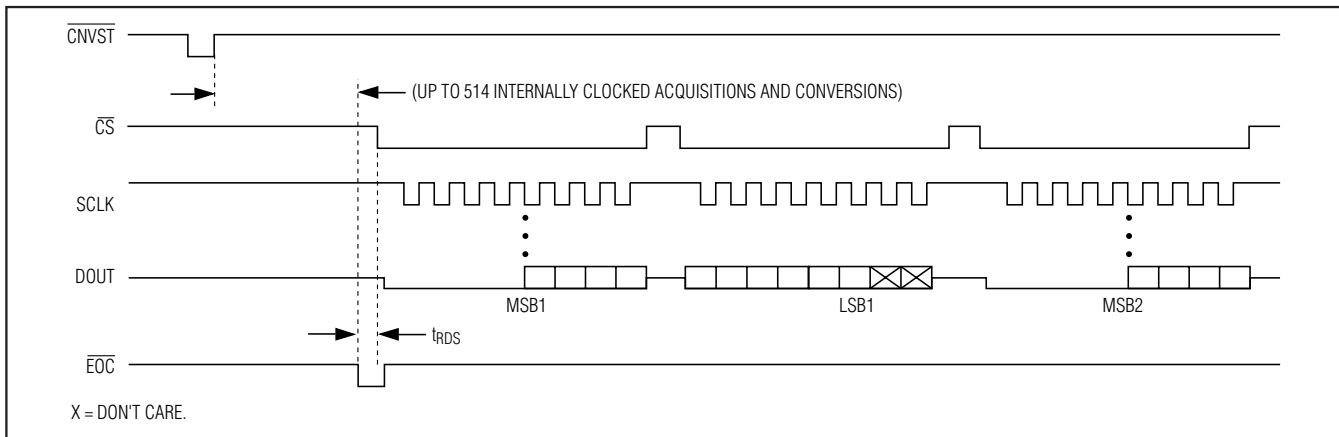 CNVST
(UP TO 514 INTERNALLY CLOCKED ACQUISITIONS AND CONVERSIONS)
CS
SCLK
DOUT
MSB1 LSB1 MSB2
tRDS
EOC
X = DON'T CARE.